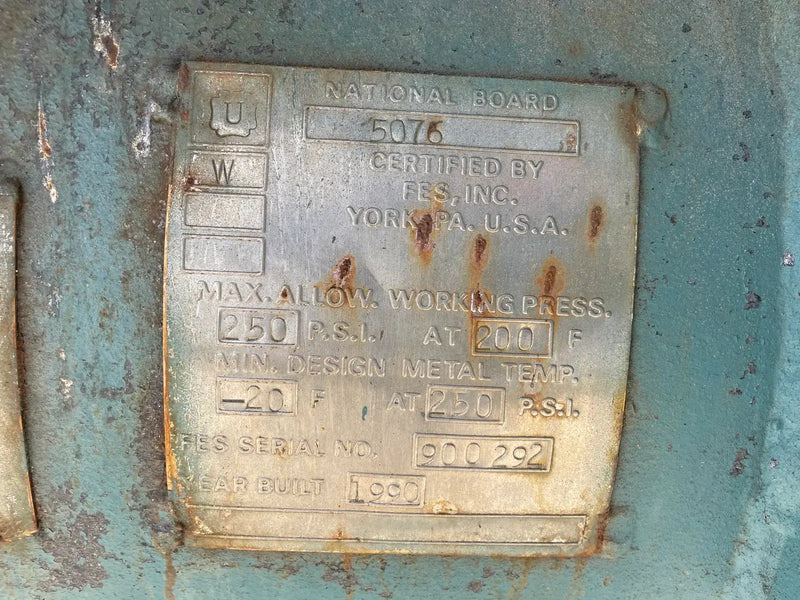 U
NATIONAL BOARD
5076
W
CERTIFIED BY
FES, INC.
YORK, PA. U.S.A.
MAX. ALLOW. WORKING PRESS.
250 P.S.I. AT 200 F
MIN. DESIGN METAL TEMP.
-20 F AT 250 P.S.I.
FES SERIAL NO. 900292
YEAR BUILT 1990